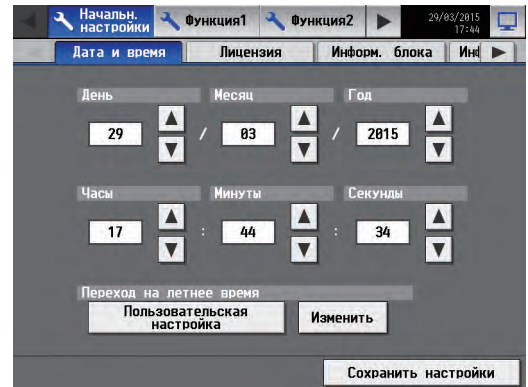 Начальн. настройки Функция1 Функция2 29/03/2015 17:44
Дата и время Лицензия Информ. блока
День Месяц Год
29 / 03 / 2015
Часы Минуты Секунды
17 : 44 : 34
Переход на летнее время
Пользовательская настройка Изменить
Сохранить настройки